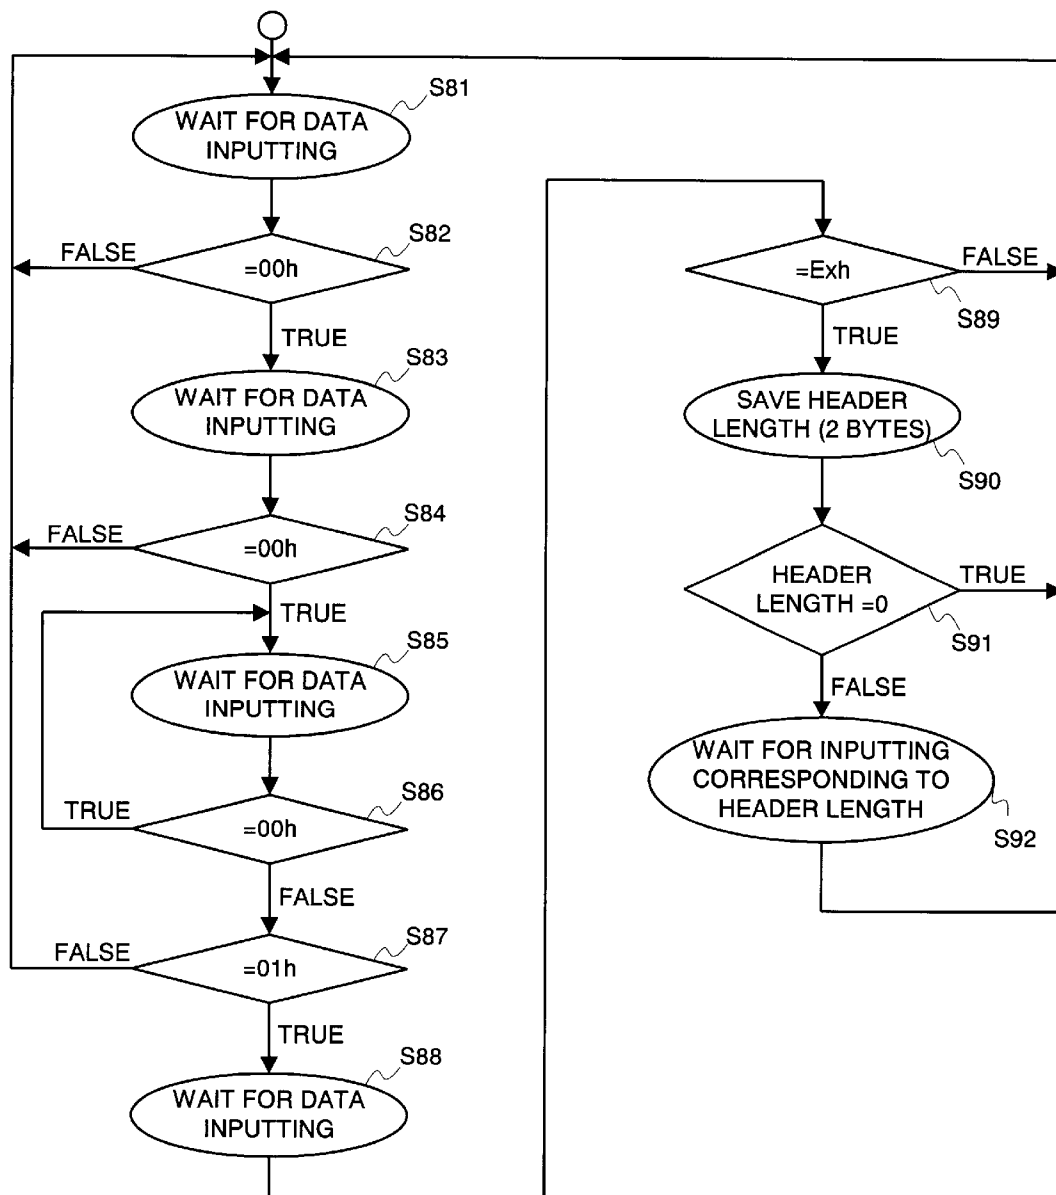 S81
WAIT FOR DATA
INPUTTING
FALSE
S82
=00h
TRUE
S83
WAIT FOR DATA
INPUTTING
FALSE
S84
=00h
TRUE
S85
WAIT FOR DATA
INPUTTING
TRUE
S86
=00h
FALSE
FALSE
S87
=01h
TRUE
S88
WAIT FOR DATA
INPUTTING
=Exh
FALSE
S89
TRUE
SAVE HEADER
LENGTH (2 BYTES)
S90
HEADER
LENGTH =0
TRUE
S91
FALSE
WAIT FOR INPUTTING
CORRESPONDING TO
HEADER LENGTH
S92